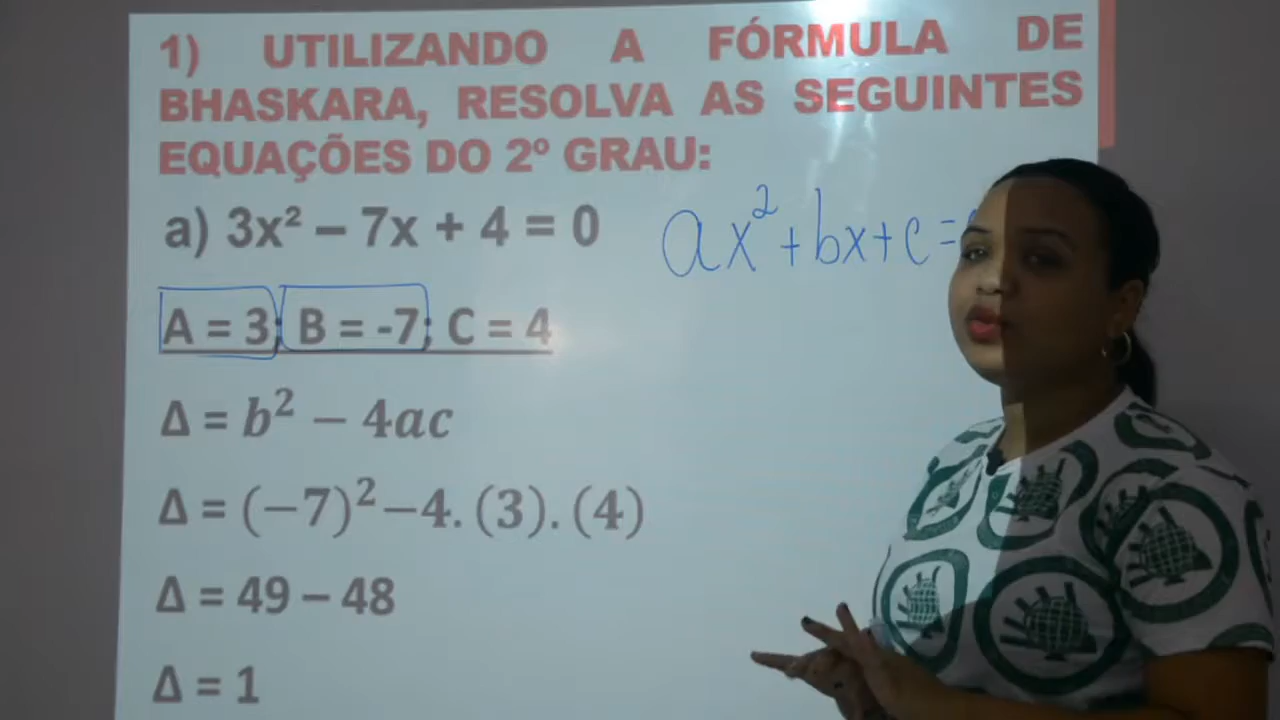 1) UTILIZANDO A FÓRMULA DE
BHASKARA, RESOLVA AS SEGUINTES
EQUAÇÕES DO 2º GRAU:
a) 3x² – 7x + 4 = 0
ax² + bx + c =
A = 3; B = -7; C = 4
Δ = b² − 4ac
Δ = (−7)²−4. (3). (4)
Δ = 49 – 48
Δ = 1